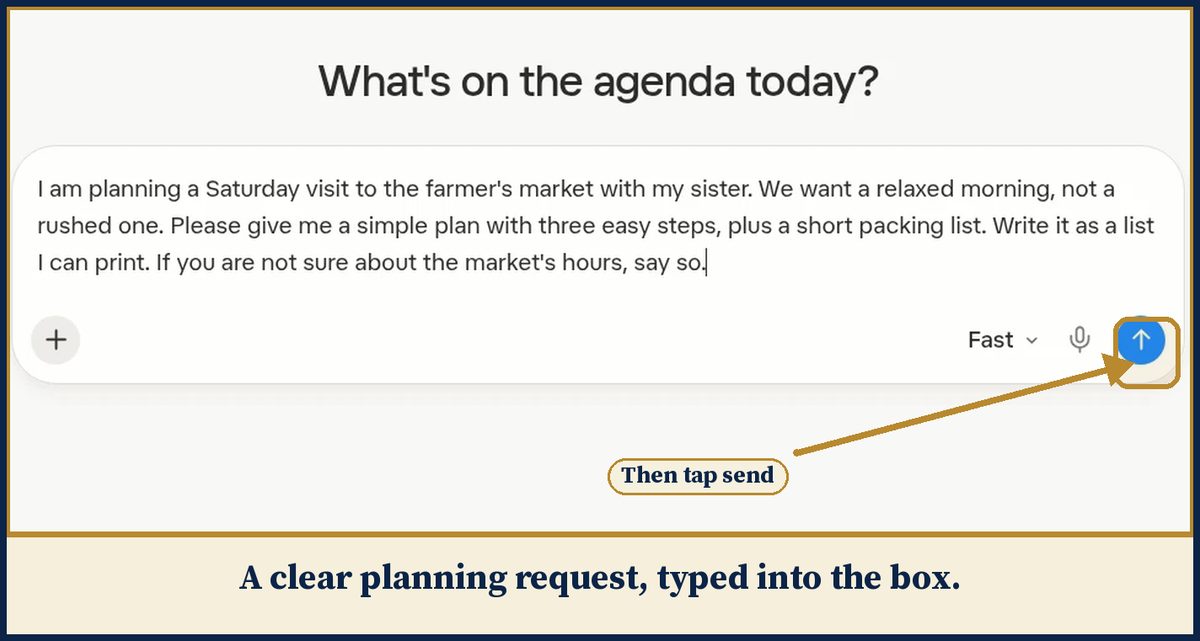 What's on the agenda today?
I am planning a Saturday visit to the farmer's market with my sister. We want a relaxed morning, not a
rushed one. Please give me a simple plan with three easy steps, plus a short packing list. Write it as a list
I can print. If you are not sure about the market's hours, say so.
Fast
Then tap send
A clear planning request, typed into the box.